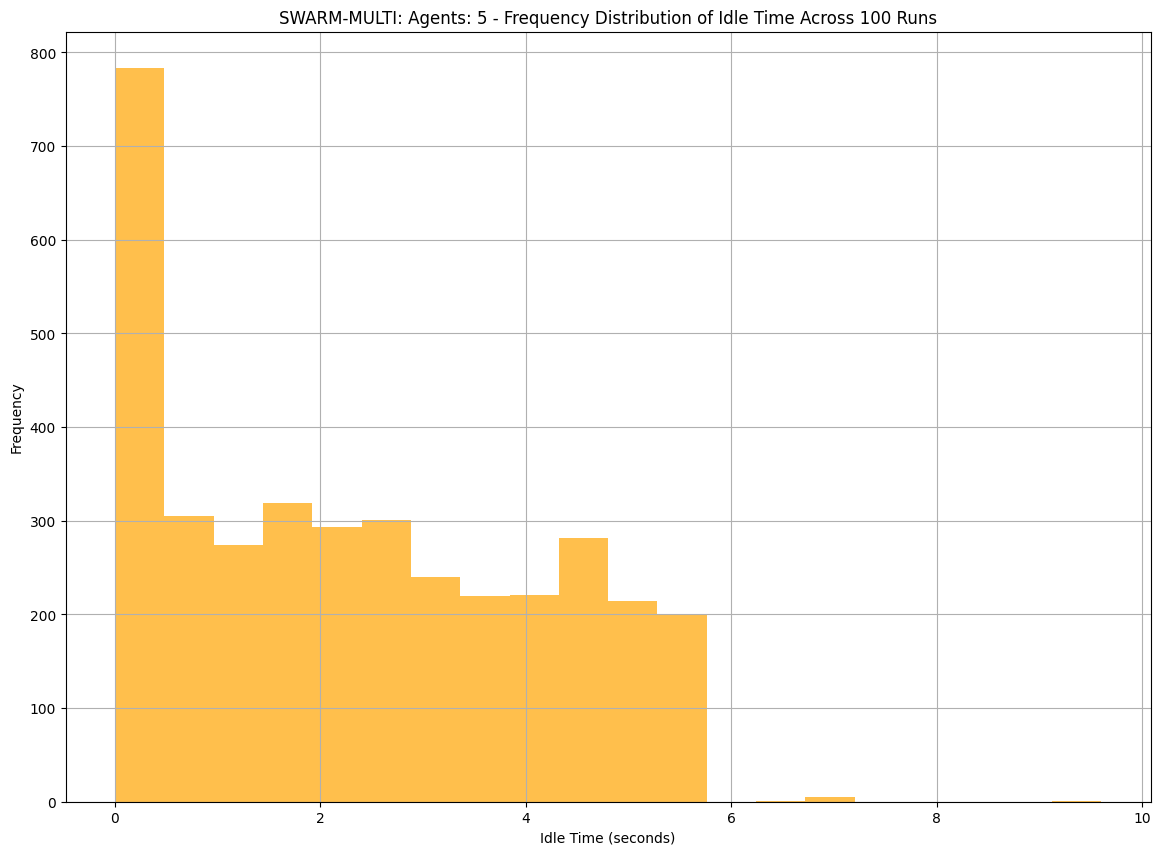 SWARM-MULTI: Agents: 5 - Frequency Distribution of Idle Time Across 100 Runs
800
700
600
500
400
300
200
100
0
Frequency
0 2 4 6 8 10
Idle Time (seconds)